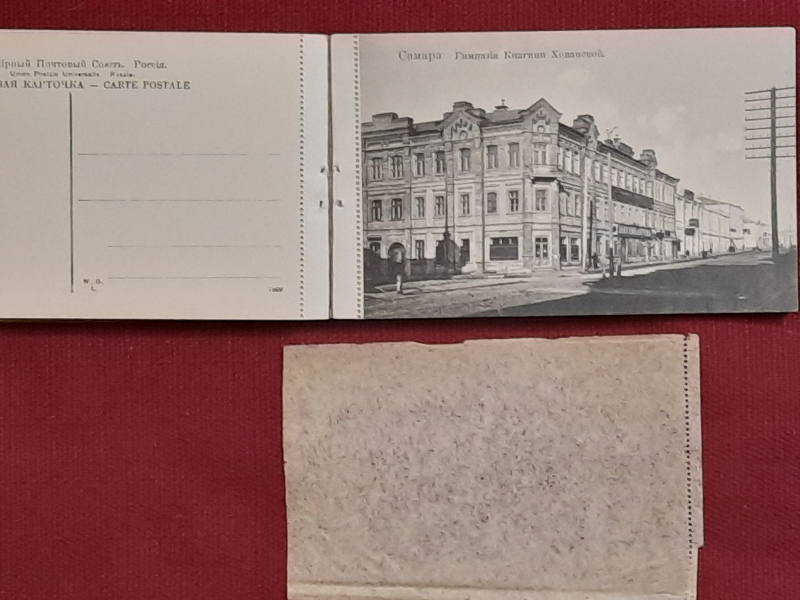 ірный Почтовый Союзъ. Россія.
Union Postale Universelle. Russie.
ВАЯ КАРТОЧКА — CARTE POSTALE
Самара Гимназія Княгини Хованской.